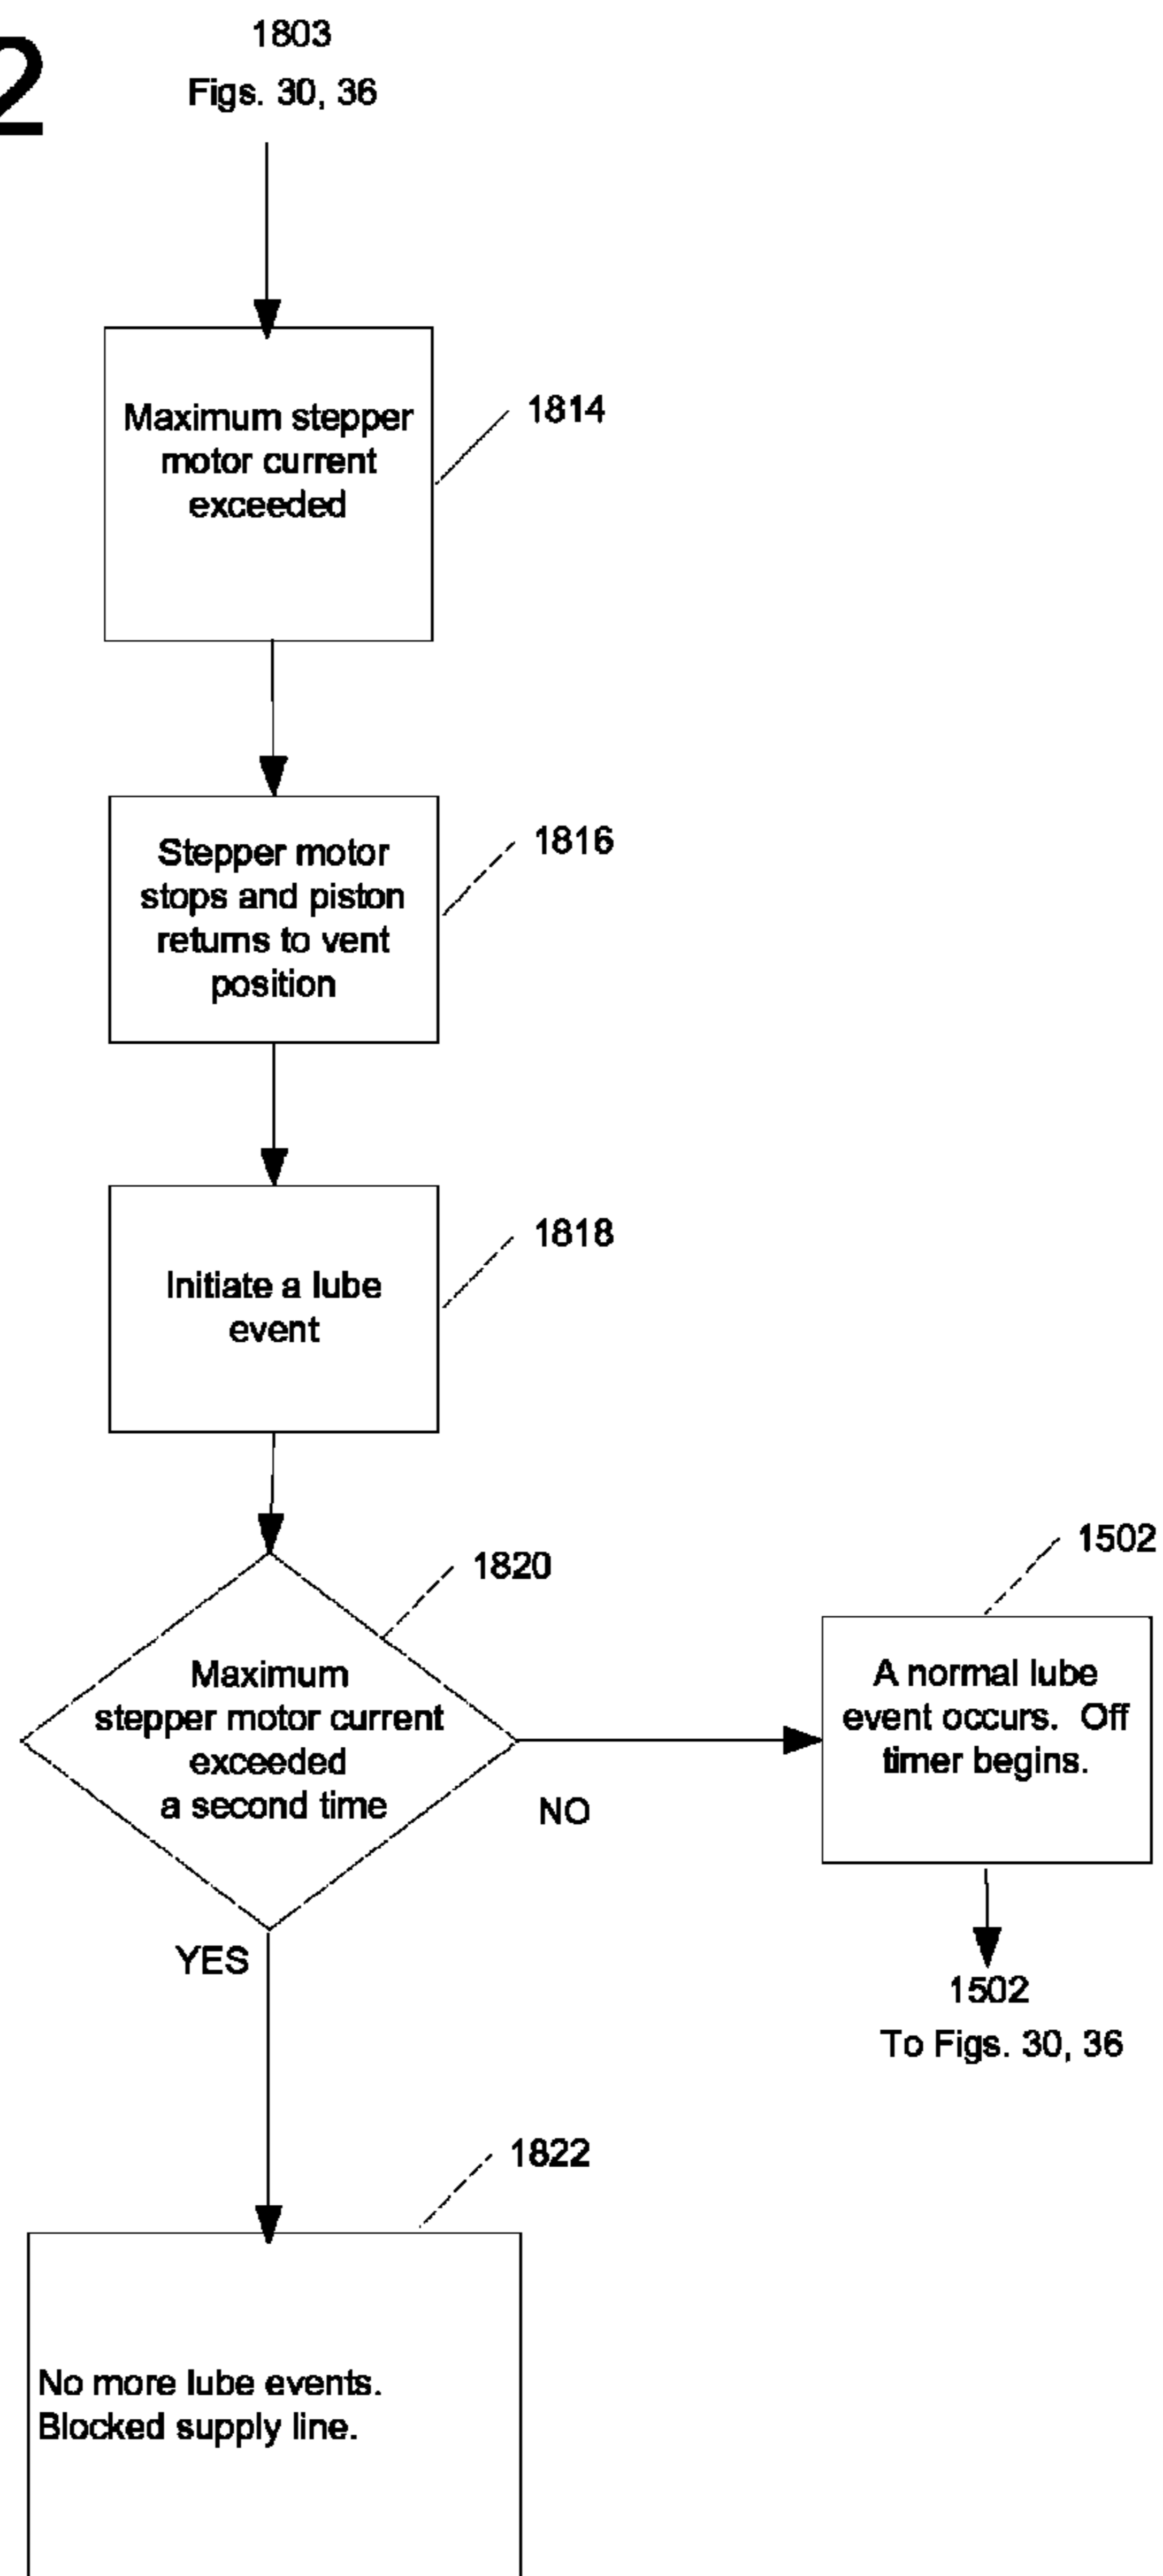 2
1803
Figs. 30, 36
Maximum stepper
motor current
exceeded
1814
Stepper motor
stops and piston
returns to vent
position
1816
Initiate a lube
event
1818
Maximum
stepper motor current
exceeded
a second time
1820
NO
YES
1502
A normal lube
event occurs.  Off
timer begins.
1502
To Figs. 30, 36
1822
No more lube events.
Blocked supply line.